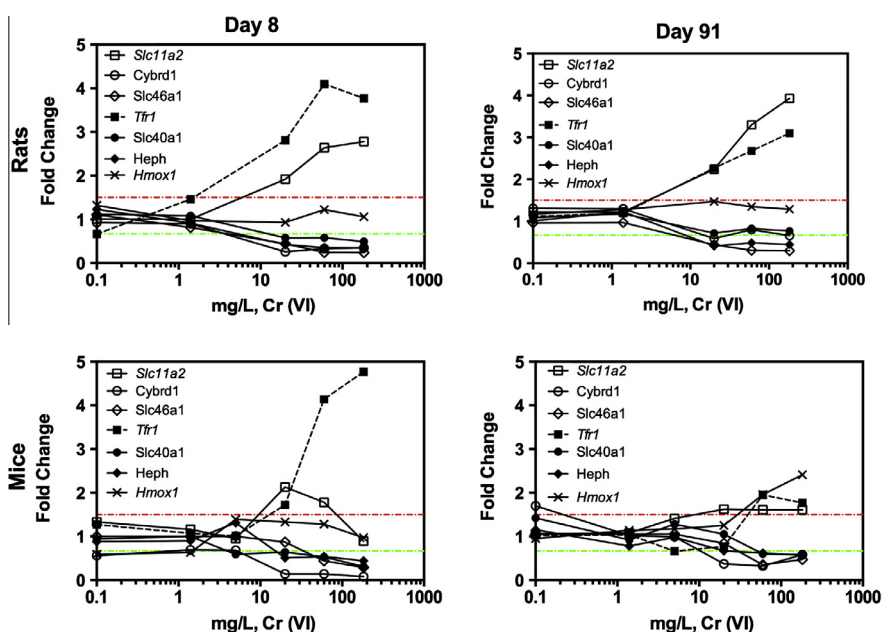 Day 8
Day 91
Rats
Fold Change
5
4
3
2
1
0
Slc11a2
Cybrd1
Slc46a1
Tfr1
Slc40a1
Heph
Hmox1
0.1 1 10 100 1000
mg/L, Cr (VI)
Fold Change
5
4
3
2
1
0
Slc11a2
Cybrd1
Slc46a1
Tfr1
Slc40a1
Heph
Hmox1
0.1 1 10 100 1000
mg/L, Cr (VI)
Mice
Fold Change
5
4
3
2
1
0
Slc11a2
Cybrd1
Slc46a1
Tfr1
Slc40a1
Heph
Hmox1
0.1 1 10 100 1000
mg/L, Cr (VI)
Fold Change
5
4
3
2
1
0
Slc11a2
Cybrd1
Slc46a1
Tfr1
Slc40a1
Heph
Hmox1
0.1 1 10 100 1000
mg/L, Cr (VI)